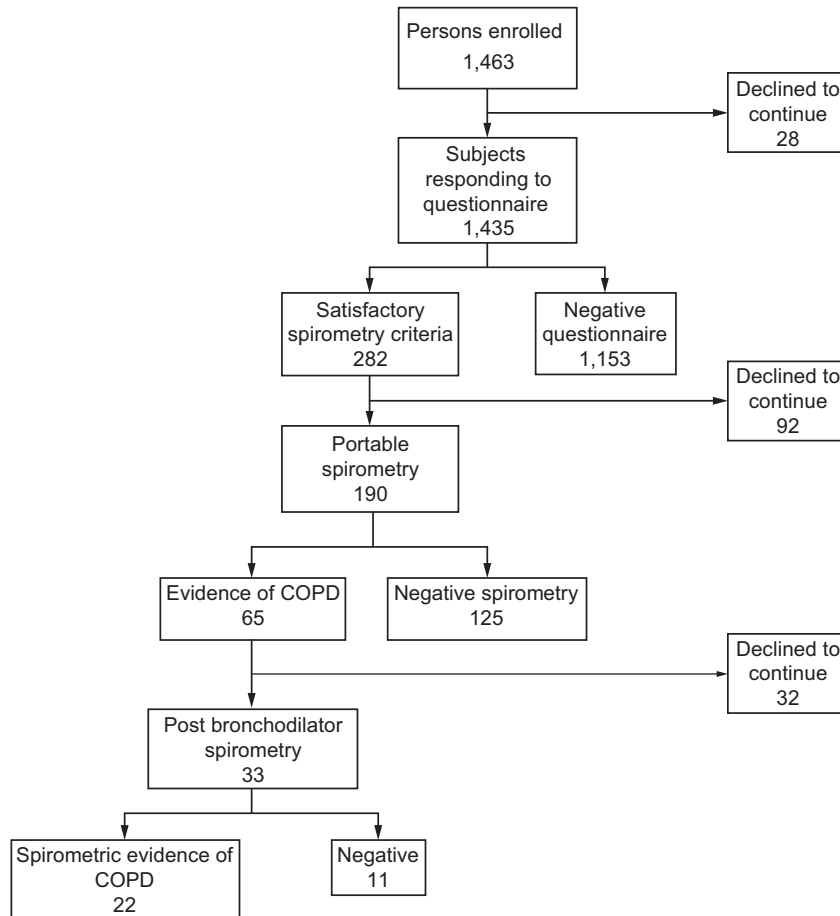 Persons enrolled
1,463
Declined to
continue
28
Subjects
responding to
questionnaire
1,435
Satisfactory
spirometry criteria
282
Negative
questionnaire
1,153
Declined to
continue
92
Portable
spirometry
190
Evidence of COPD
65
Negative spirometry
125
Declined to
continue
32
Post bronchodilator
spirometry
33
Spirometric evidence of
COPD
22
Negative
11